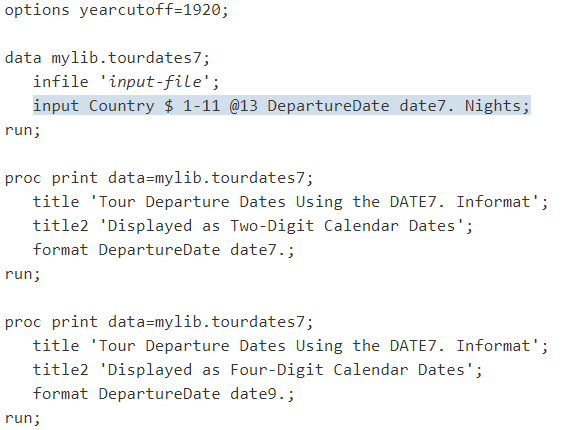 options yearcutoff=1920;
data mylib.tourdates7;
infile 'input-file';
input Country $ 1-11 @13 DepartureDate date7. Nights;
run;
proc print data=mylib.tourdates7;
title 'Tour Departure Dates Using the DATE7. Informat';
title2 'Displayed as Two-Digit Calendar Dates';
format DepartureDate date7.;
run;
proc print data=mylib.tourdates7;
title 'Tour Departure Dates Using the DATE7. Informat';
title2 'Displayed as Four-Digit Calendar Dates';
format DepartureDate date9.;
run;